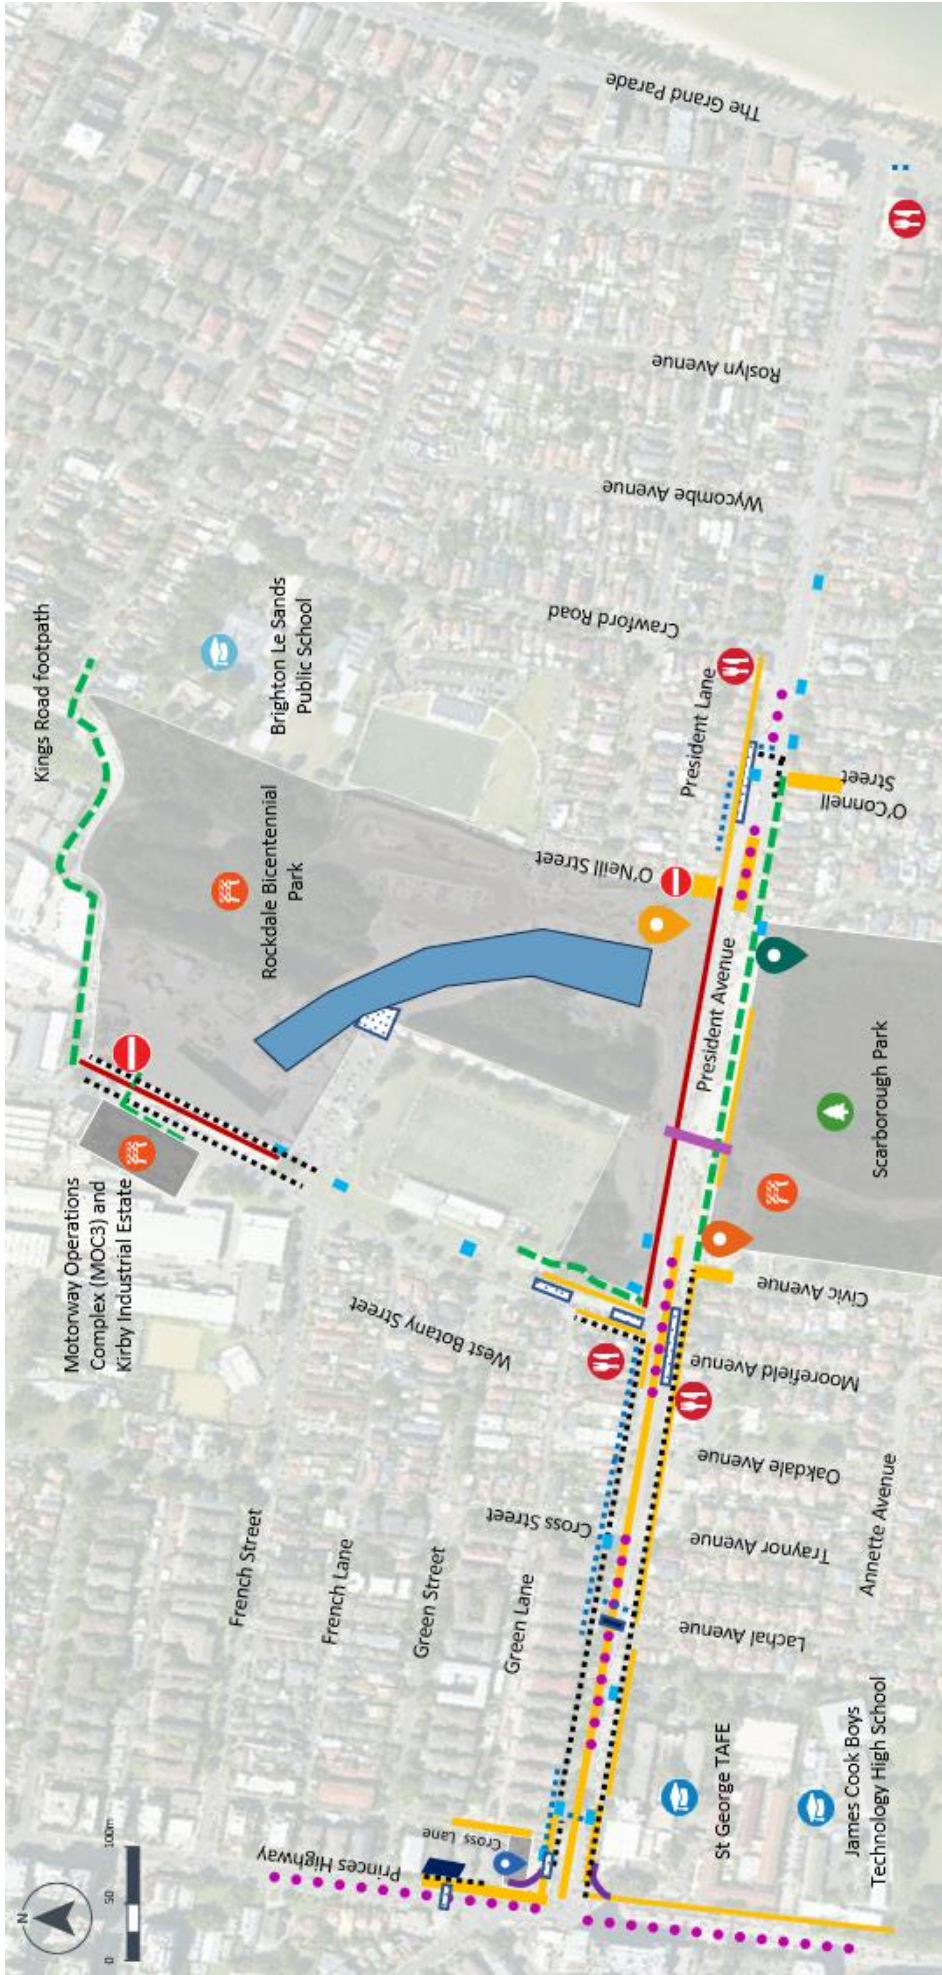 N
0
50
100m
Princes Highway
Cross Lane
French Street
French Lane
Green Street
Green Lane
Cross Street
West Botany Street
Motorway Operations
Complex (MOC3) and
Kirby Industrial Estate
Kings Road footpath
Rockdale Bicentennial
Park
Brighton Le Sands
Public School
O'Neill Street
President Lane
Crawford Road
Wycombe Avenue
Roslyn Avenue
The Grand Parade
President Avenue
O'Connell
Street
Scarborough Park
Civic Avenue
Moorefield Avenue
Oakdale Avenue
Traynor Avenue
Annette Avenue
Lachal Avenue
St George TAFE
James Cook Boys
Technology High School